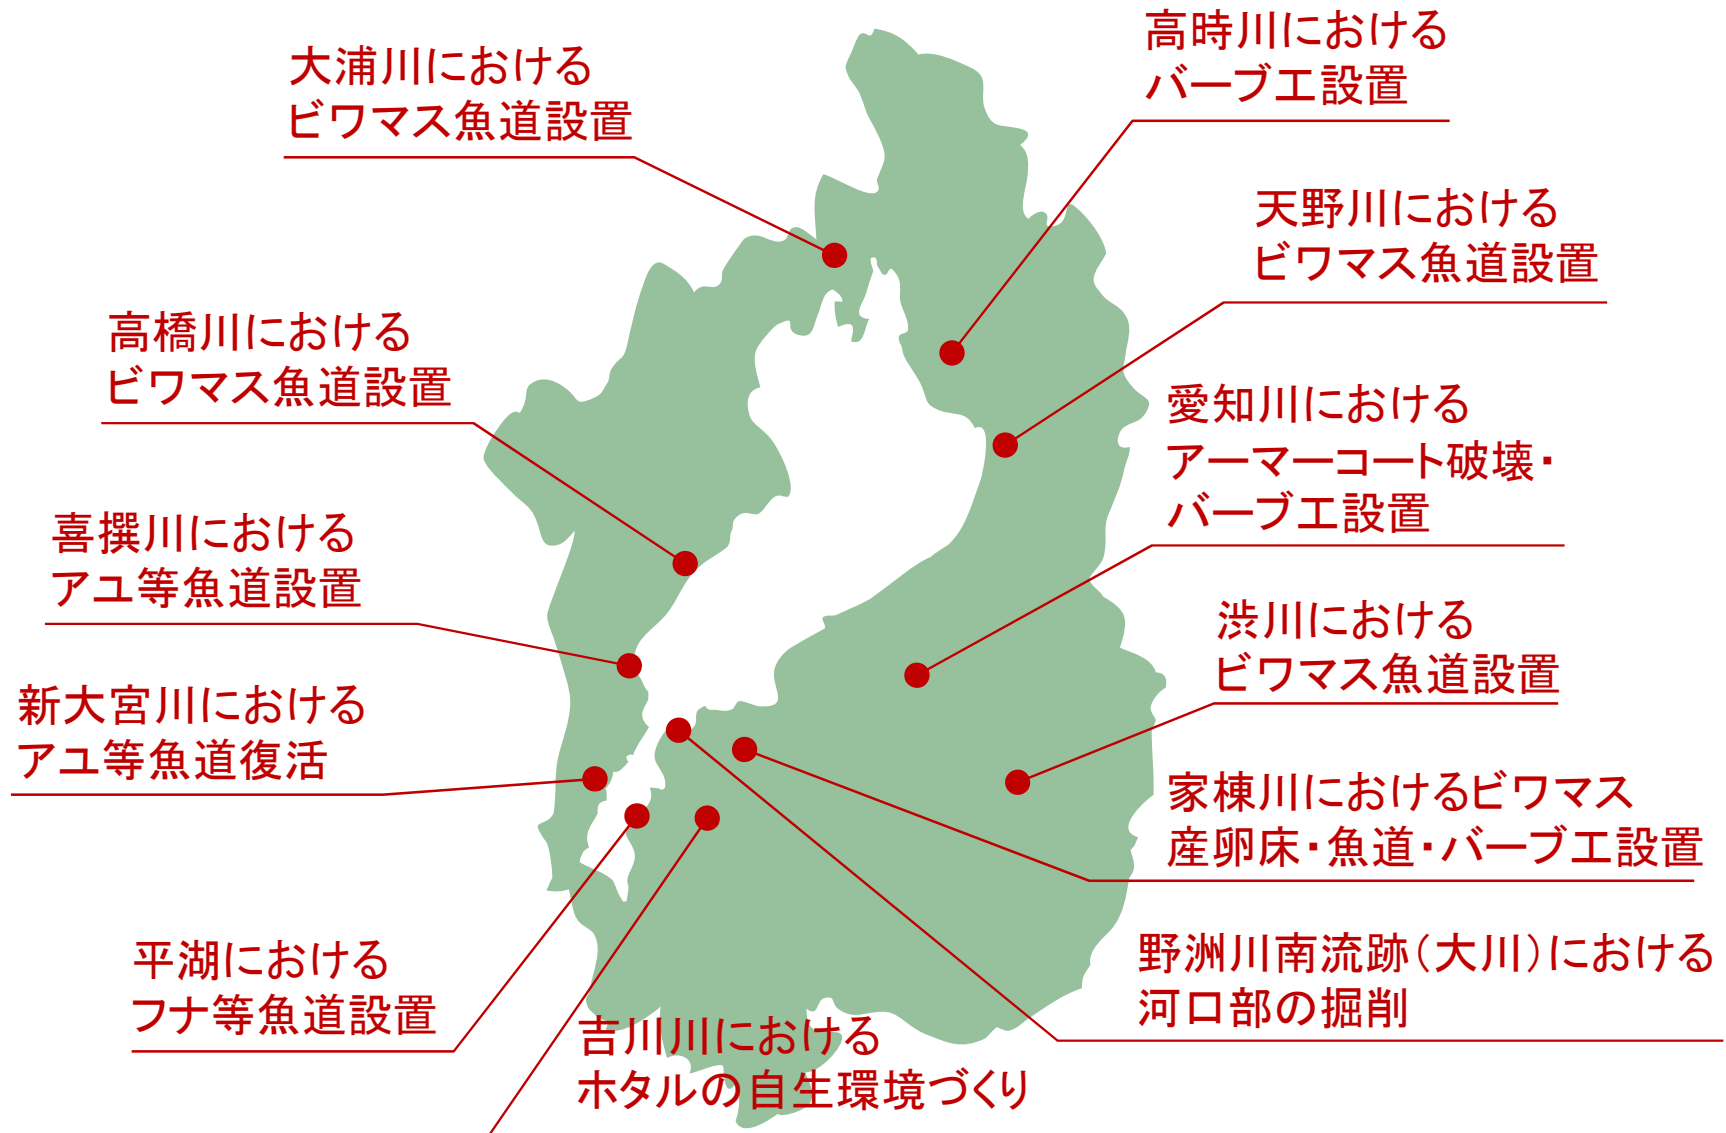 大浦川における
ビワマス魚道設置
高時川における
バーブ工設置
天野川における
ビワマス魚道設置
高橋川における
ビワマス魚道設置
愛知川における
アーマーコート破壊・
バーブ工設置
喜撰川における
アユ等魚道設置
渋川における
ビワマス魚道設置
新大宮川における
アユ等魚道復活
家棟川におけるビワマス
産卵床・魚道・バーブ工設置
野洲川南流跡（大川）における
河口部の掘削
平湖における
フナ等魚道設置
吉川川における
ホタルの自生環境づくり